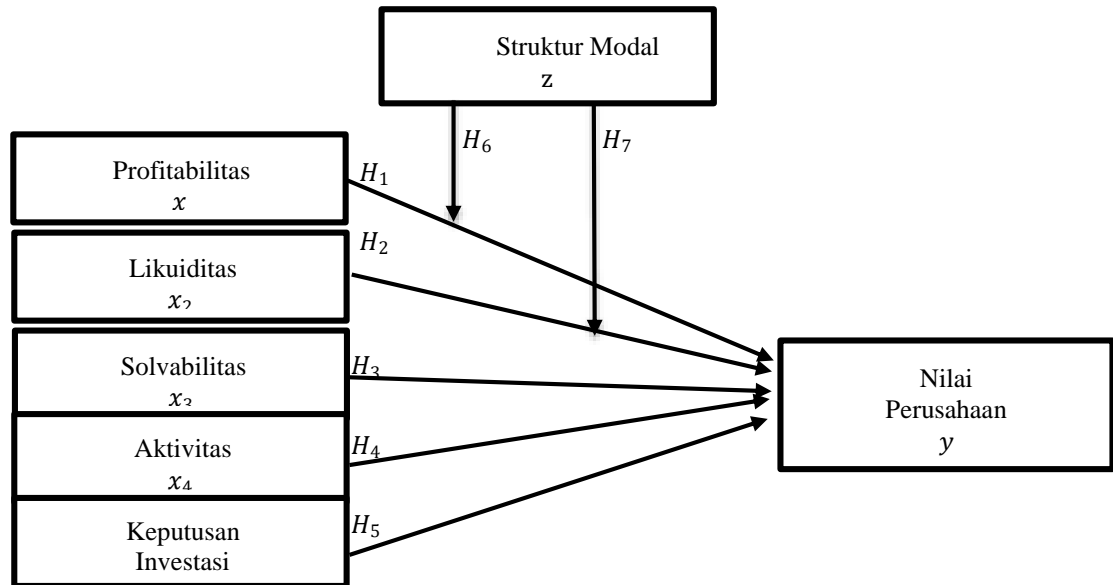 Struktur Modal
z
𝐻6
𝐻7
Profitabilitas
𝑥
𝐻1
Likuiditas
𝑥2
𝐻2
Solvabilitas
𝑥3
𝐻3
Aktivitas
𝑥4
𝐻4
Keputusan
Investasi
𝐻5
Nilai
Perusahaan
𝑦